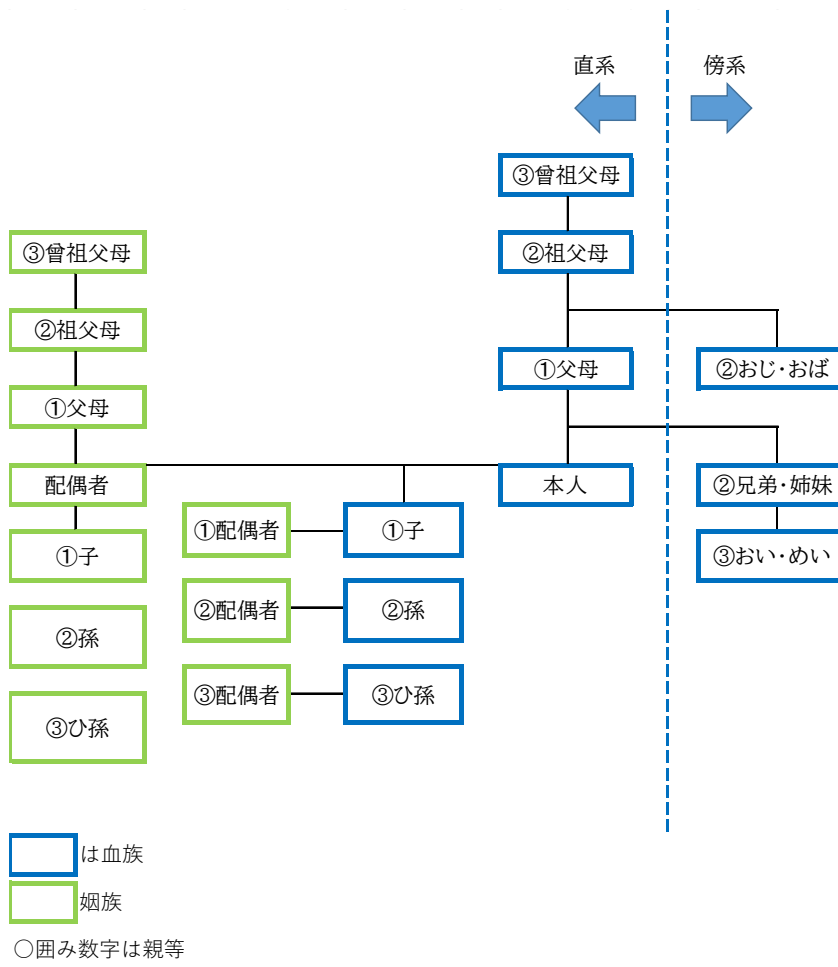 直系
傍系
③曾祖父母
③曾祖父母
②祖父母
②祖父母
①父母
②おじ・おば
①父母
配偶者
本人
②兄弟・姉妹
①配偶者
①子
①子
③おい・めい
②配偶者
②孫
②孫
③配偶者
③ひ孫
③ひ孫
は血族
姻族
○囲み数字は親等